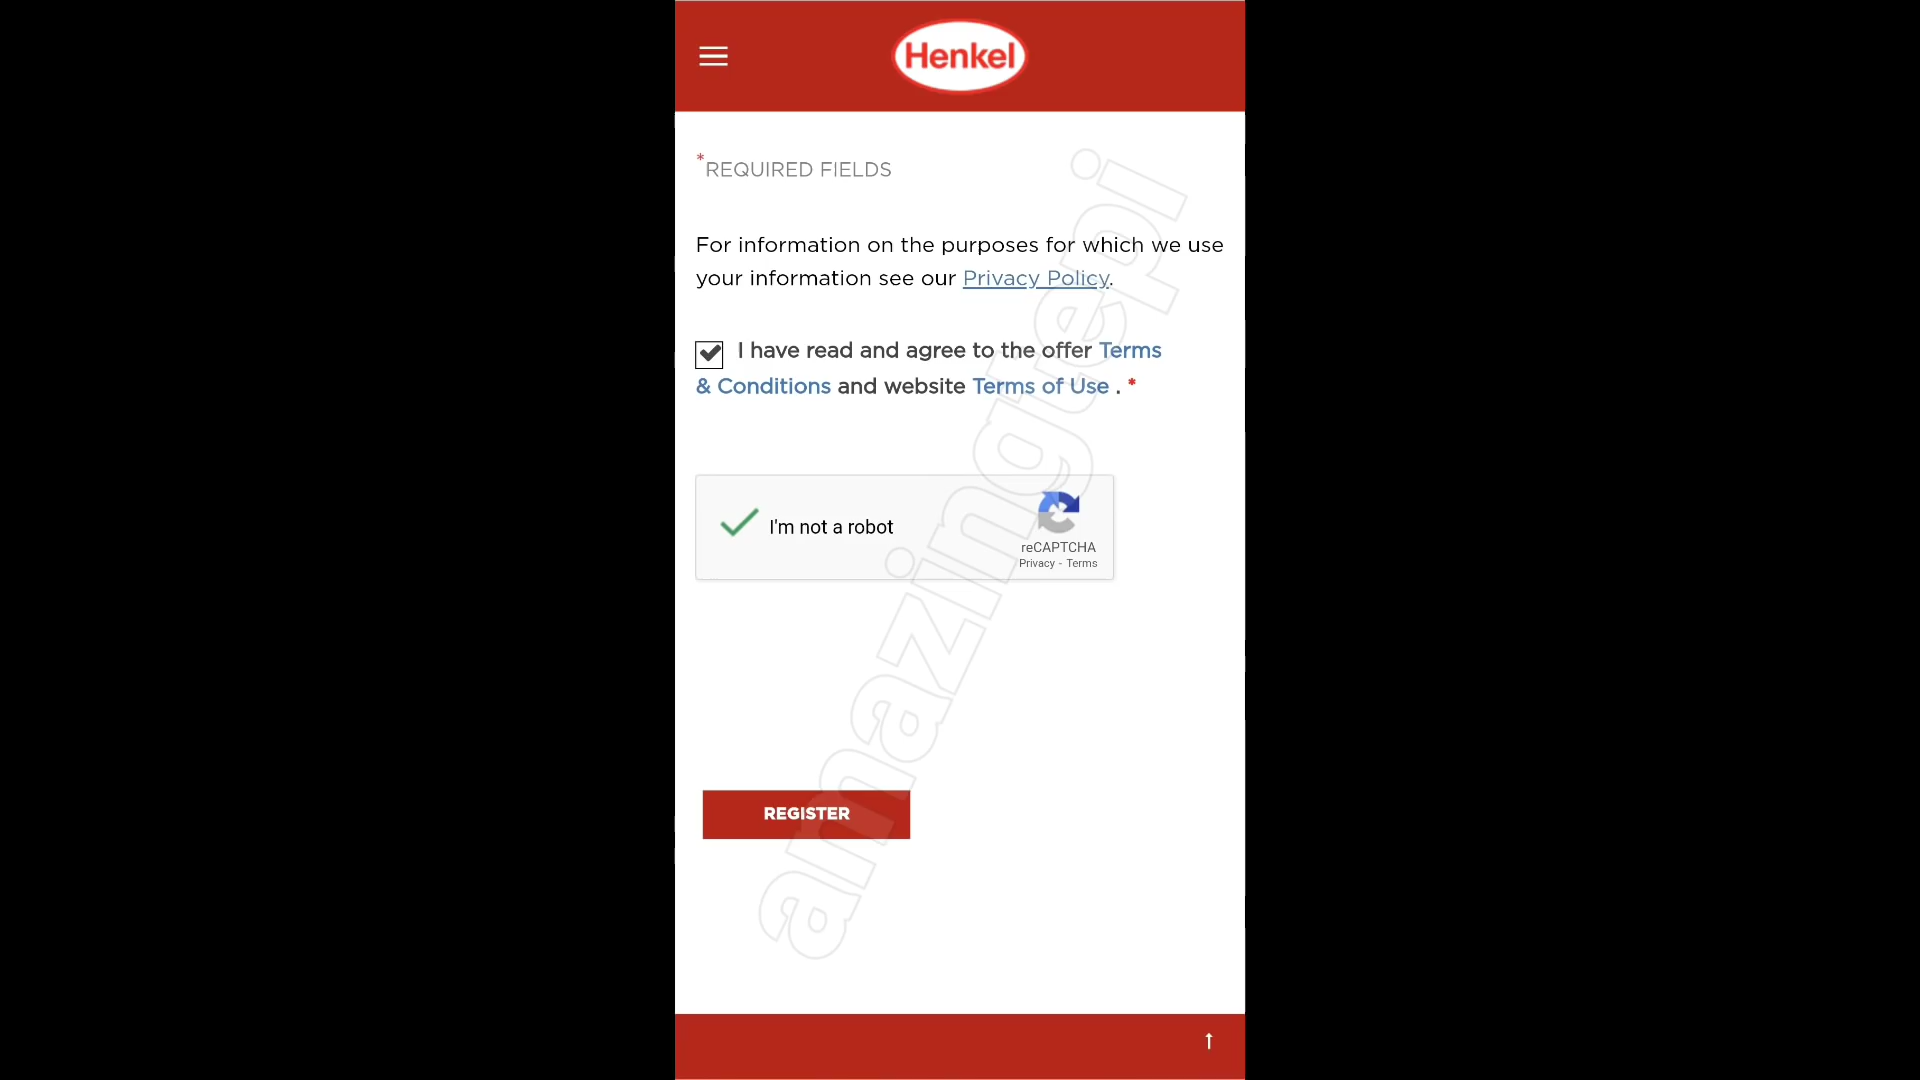 Henkel
*REQUIRED FIELDS
For information on the purposes for which we use
your information see our Privacy Policy.
I have read and agree to the offer Terms
& Conditions and website Terms of Use . *
I'm not a robot
reCAPTCHA
Privacy - Terms
REGISTER
↑
amazingtepi